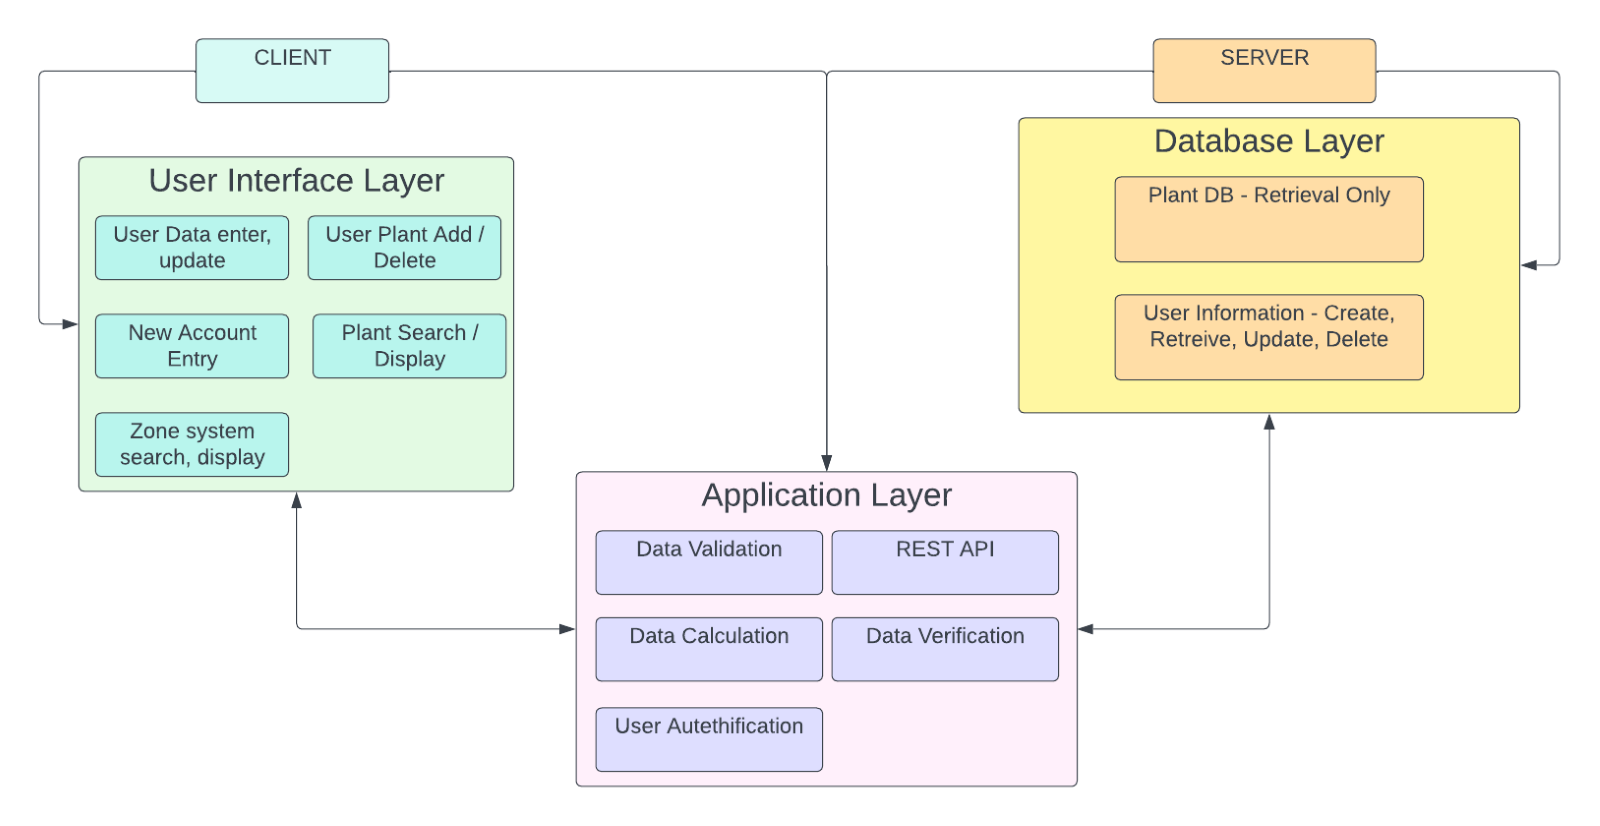 CLIENT
SERVER
User Interface Layer
User Data enter,
update
User Plant Add /
Delete
New Account
Entry
Plant Search /
Display
Zone system
search, display
Database Layer
Plant DB - Retrieval Only
User Information - Create,
Retreive, Update, Delete
Application Layer
Data Validation
REST API
Data Calculation
Data Verification
User Autethification